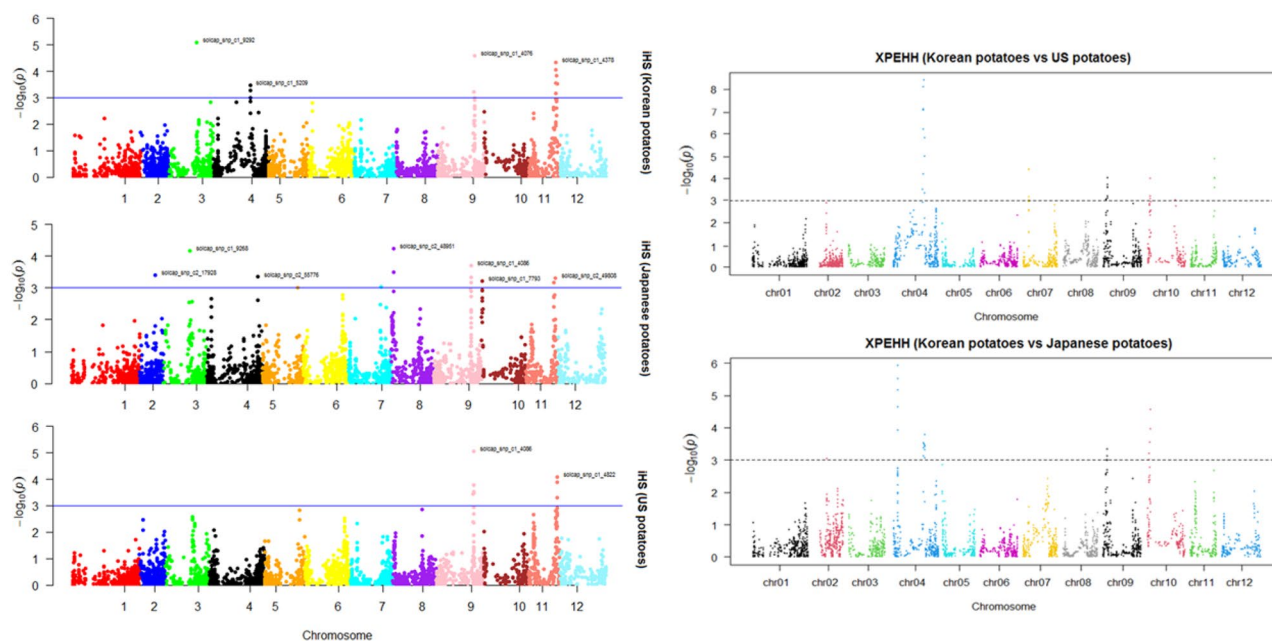 6
5
4
3
2
1
0
−log10(p)
solcap_snp_c1_9292
solcap_snp_c1_5209
solcap_snp_c1_4076
solcap_snp_c1_4378
iHS (Korean potatoes)
1 2 3 4 5 6 7 8 9 10 11 12
5
4
3
2
1
0
−log10(p)
solcap_snp_c2_17928
solcap_snp_c1_9268
solcap_snp_c2_48951
solcap_snp_c1_4086
solcap_snp_c1_7793
iHS (Japanese potatoes)
1 2 3 4 5 6 7 8 9 10 11 12
6
5
4
3
2
1
0
−log10(p)
solcap_snp_c1_4086
solcap_snp_c1_4822
iHS (US potatoes)
1 2 3 4 5 6 7 8 9 10 11 12
Chromosome
XPEHH (Korean potatoes vs US potatoes)
8
7
6
5
4
3
2
1
0
−log10(p)
chr01 chr02 chr03 chr04 chr05 chr06 chr07 chr08 chr09 chr10 chr11 chr12
Chromosome
XPEHH (Korean potatoes vs Japanese potatoes)
6
5
4
3
2
1
0
−log10(p)
chr01 chr02 chr03 chr04 chr05 chr06 chr07 chr08 chr09 chr10 chr11 chr12
Chromosome